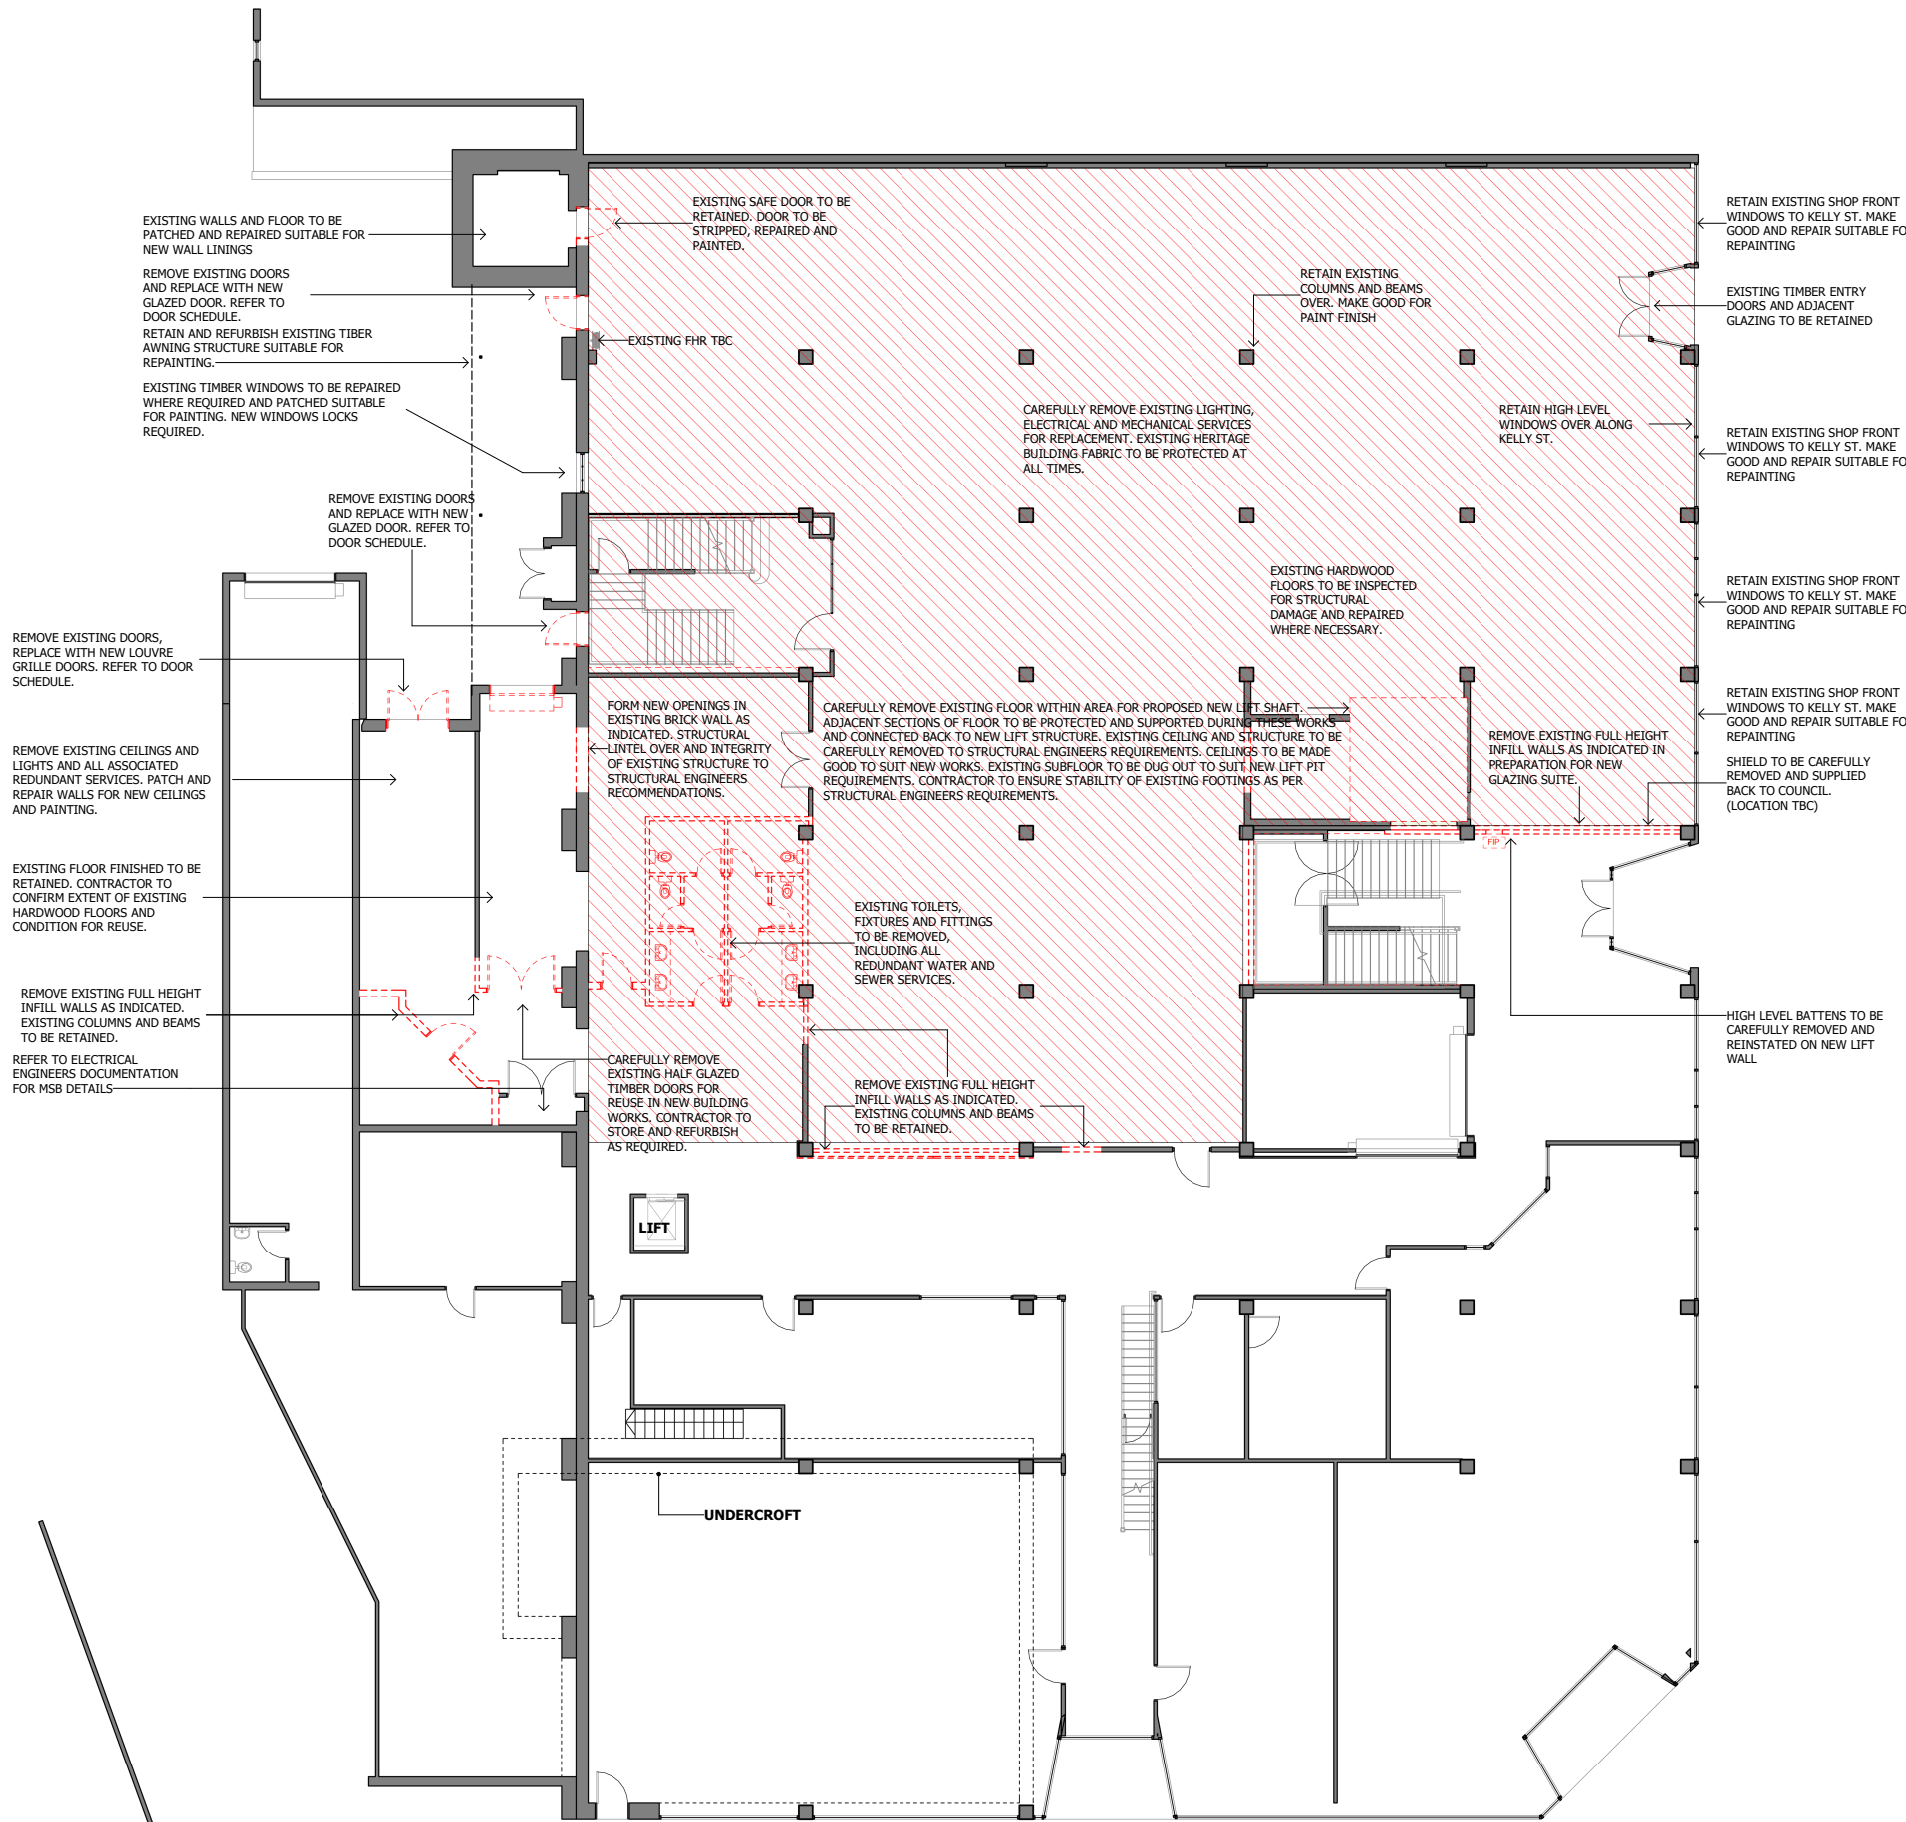 EXISTING WALLS AND FLOOR TO BE
PATCHED AND REPAIRED SUITABLE FOR
NEW WALL LININGS
REMOVE EXISTING DOORS
AND REPLACE WITH NEW
GLAZED DOOR. REFER TO
DOOR SCHEDULE.
RETAIN AND REFURBISH EXISTING TIBER
AWNING STRUCTURE SUITABLE FOR
REPAINTING.
EXISTING TIMBER WINDOWS TO BE REPAIRED
WHERE REQUIRED AND PATCHED SUITABLE
FOR PAINTING. NEW WINDOWS LOCKS
REQUIRED.
REMOVE EXISTING DOORS
AND REPLACE WITH NEW
GLAZED DOOR. REFER TO
DOOR SCHEDULE.
REMOVE EXISTING DOORS,
REPLACE WITH NEW LOUVRE
GRILLE DOORS. REFER TO DOOR
SCHEDULE.
REMOVE EXISTING CEILINGS AND
LIGHTS AND ALL ASSOCIATED
REDUNDANT SERVICES. PATCH AND
REPAIR WALLS FOR NEW CEILINGS
AND PAINTING.
EXISTING FLOOR FINISHED TO BE
RETAINED. CONTRACTOR TO
CONFIRM EXTENT OF EXISTING
HARDWOOD FLOORS AND
CONDITION FOR REUSE.
REMOVE EXISTING FULL HEIGHT
INFILL WALLS AS INDICATED.
EXISTING COLUMNS AND BEAMS
TO BE RETAINED.
REFER TO ELECTRICAL
ENGINEERS DOCUMENTATION
FOR MSB DETAILS
EXISTING SAFE DOOR TO BE
RETAINED. DOOR TO BE
STRIPPED, REPAIRED AND
PAINTED.
EXISTING FHR TBC
RETAIN EXISTING
COLUMNS AND BEAMS
OVER. MAKE GOOD FOR
PAINT FINISH
CAREFULLY REMOVE EXISTING LIGHTING,
ELECTRICAL AND MECHANICAL SERVICES
FOR REPLACEMENT. EXISTING HERITAGE
BUILDING FABRIC TO BE PROTECTED AT
ALL TIMES.
RETAIN HIGH LEVEL
WINDOWS OVER ALONG
KELLY ST.
EXISTING HARDWOOD
FLOORS TO BE INSPECTED
FOR STRUCTURAL
DAMAGE AND REPAIRED
WHERE NECESSARY.
FORM NEW OPENINGS IN
EXISTING BRICK WALL AS
INDICATED. STRUCTURAL
LINTEL OVER AND INTEGRITY
OF EXISTING STRUCTURE TO
STRUCTURAL ENGINEERS
RECOMMENDATIONS.
CAREFULLY REMOVE EXISTING FLOOR WITHIN AREA FOR PROPOSED NEW LIFT SHAFT.
ADJACENT SECTIONS OF FLOOR TO BE PROTECTED AND SUPPORTED DURING THESE WORKS
AND CONNECTED BACK TO NEW LIFT STRUCTURE. EXISTING CEILING AND STRUCTURE TO BE
CAREFULLY REMOVED TO STRUCTURAL ENGINEERS REQUIREMENTS. CEILINGS TO BE MADE
GOOD TO SUIT NEW WORKS. EXISTING SUBFLOOR TO BE DUG OUT TO SUIT NEW LIFT PIT
REQUIREMENTS. CONTRACTOR TO ENSURE STABILITY OF EXISTING FOOTINGS AS PER
STRUCTURAL ENGINEERS REQUIREMENTS.
REMOVE EXISTING FULL HEIGHT
INFILL WALLS AS INDICATED IN
PREPARATION FOR NEW
GLAZING SUITE.
FIP
EXISTING TOILETS,
FIXTURES AND FITTINGS
TO BE REMOVED,
INCLUDING ALL
REDUNDANT WATER AND
SEWER SERVICES.
CAREFULLY REMOVE
EXISTING HALF GLAZED
TIMBER DOORS FOR
REUSE IN NEW BUILDING
WORKS. CONTRACTOR TO
STORE AND REFURBISH
AS REQUIRED.
REMOVE EXISTING FULL HEIGHT
INFILL WALLS AS INDICATED.
EXISTING COLUMNS AND BEAMS
TO BE RETAINED.
LIFT
UNDERCROFT
RETAIN EXISTING SHOP FRONT
WINDOWS TO KELLY ST. MAKE
GOOD AND REPAIR SUITABLE FO
REPAINTING
EXISTING TIMBER ENTRY
DOORS AND ADJACENT
GLAZING TO BE RETAINED
RETAIN EXISTING SHOP FRONT
WINDOWS TO KELLY ST. MAKE
GOOD AND REPAIR SUITABLE FO
REPAINTING
RETAIN EXISTING SHOP FRONT
WINDOWS TO KELLY ST. MAKE
GOOD AND REPAIR SUITABLE FO
REPAINTING
RETAIN EXISTING SHOP FRONT
WINDOWS TO KELLY ST. MAKE
GOOD AND REPAIR SUITABLE FO
REPAINTING
SHIELD TO BE CAREFULLY
REMOVED AND SUPPLIED
BACK TO COUNCIL.
(LOCATION TBC)
HIGH LEVEL BATTENS TO BE
CAREFULLY REMOVED AND
REINSTATED ON NEW LIFT
WALL